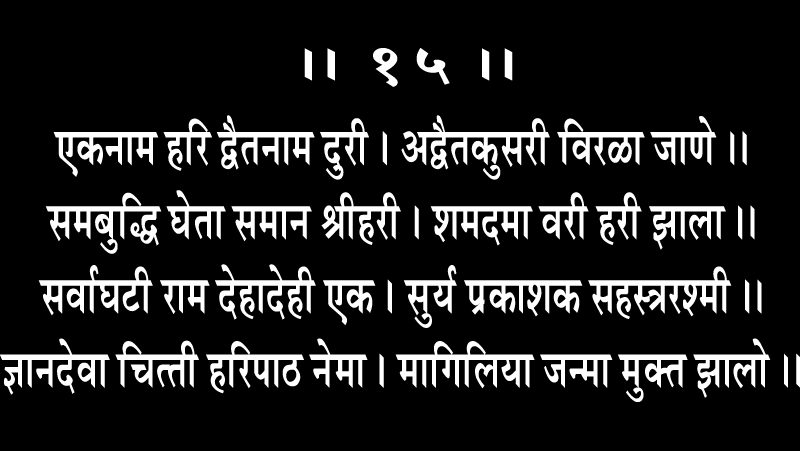 ॥ १५ ॥
एकनाम हरि द्वैतनाम दुरी । अद्वैतकुसरी विरळा जाणे ॥
समबुद्धि घेता समान श्रीहरी । शमदमा वरी हरी झाला ॥
सर्वाघटी राम देहादेही एक । सुर्य प्रकाशक सहस्त्ररश्मी ॥
ज्ञानदेवा चित्ती हरिपाठ नेमा । मागिलिया जन्मा मुक्त झालो ॥